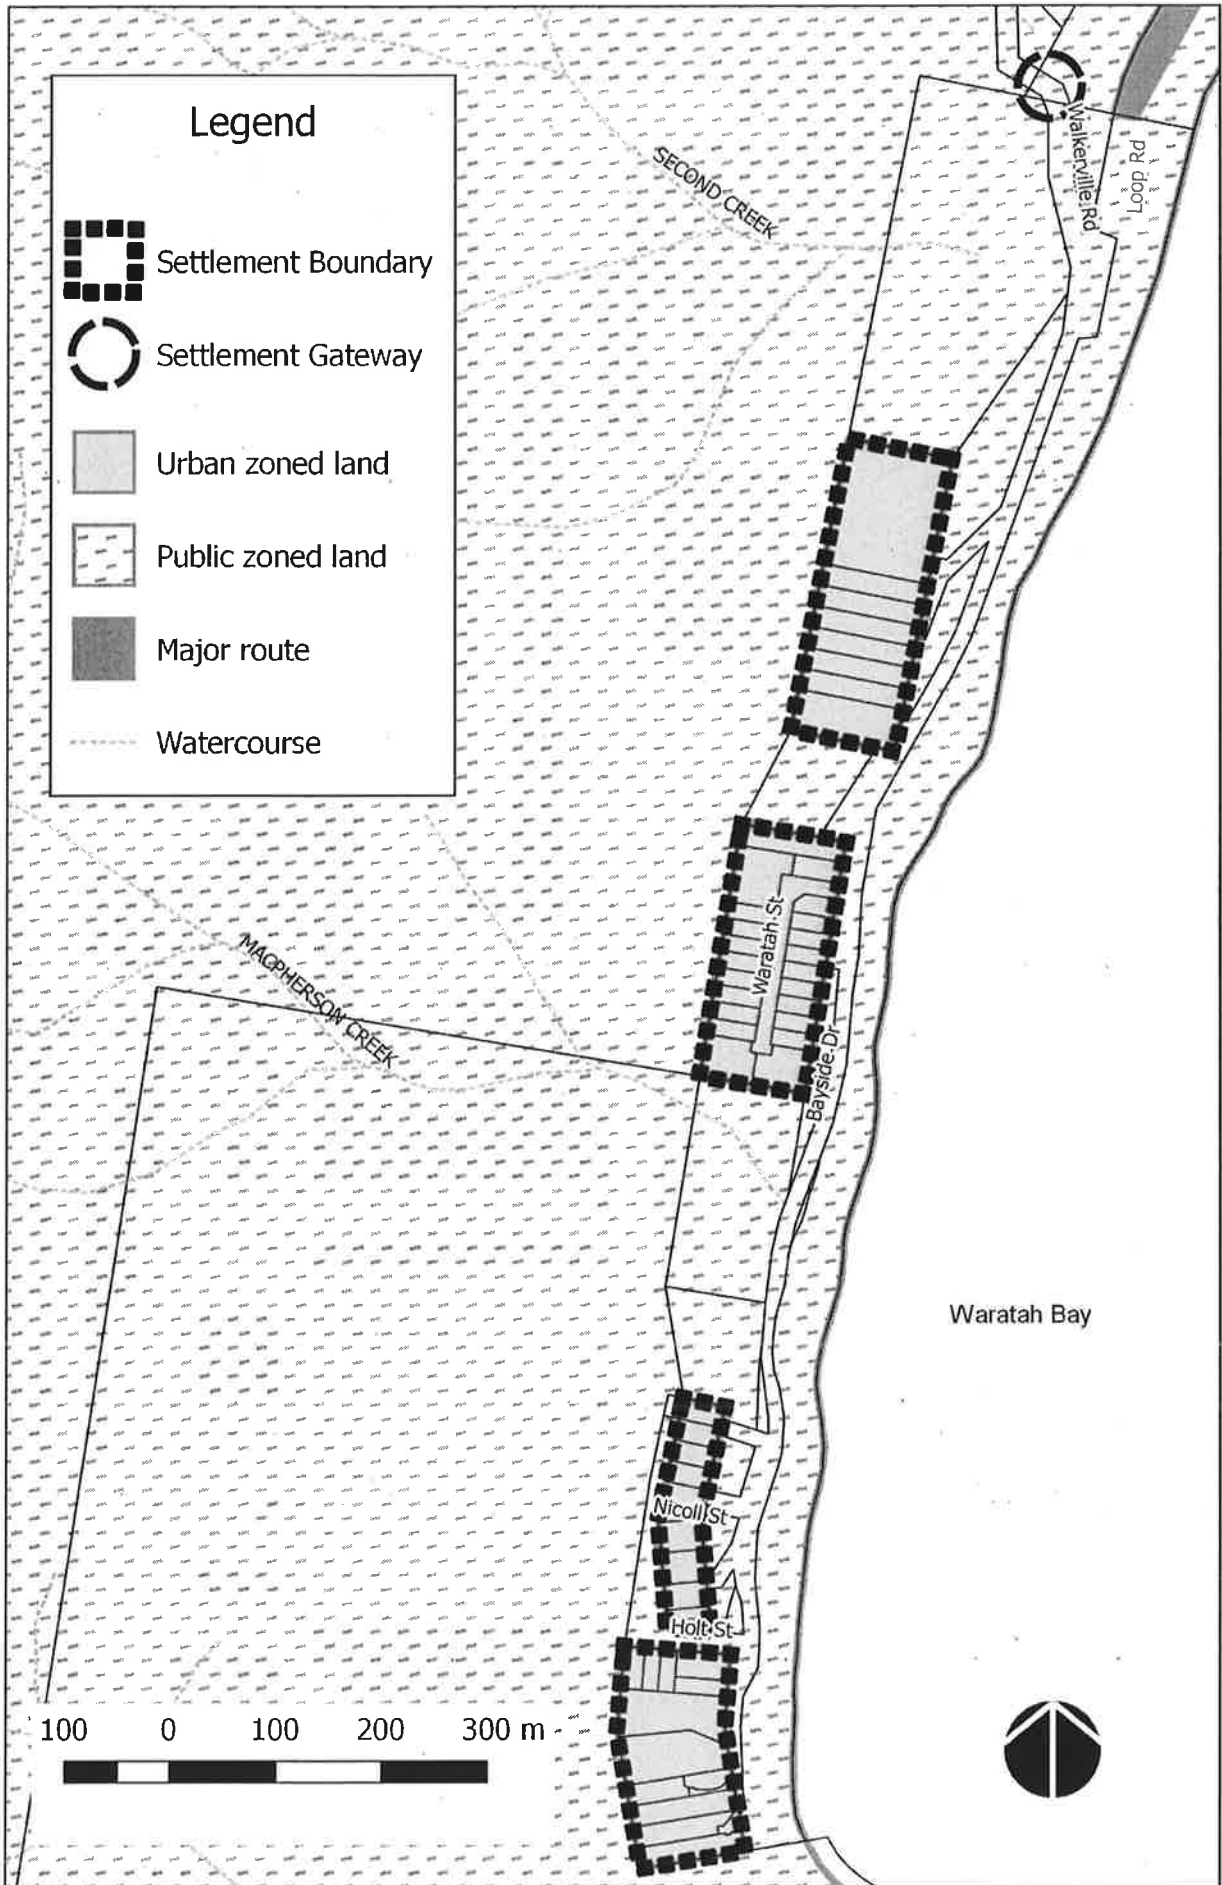 Legend
Settlement Boundary
Settlement Gateway
Urban zoned land
Public zoned land
Major route
Watercourse
SECOND CREEK
Walkerville Rd
Loop Rd
Waratah St
MACPHERSON CREEK
Bayside Dr
Waratah Bay
Nicoll St
Holt St
100 0 100 200 300 m